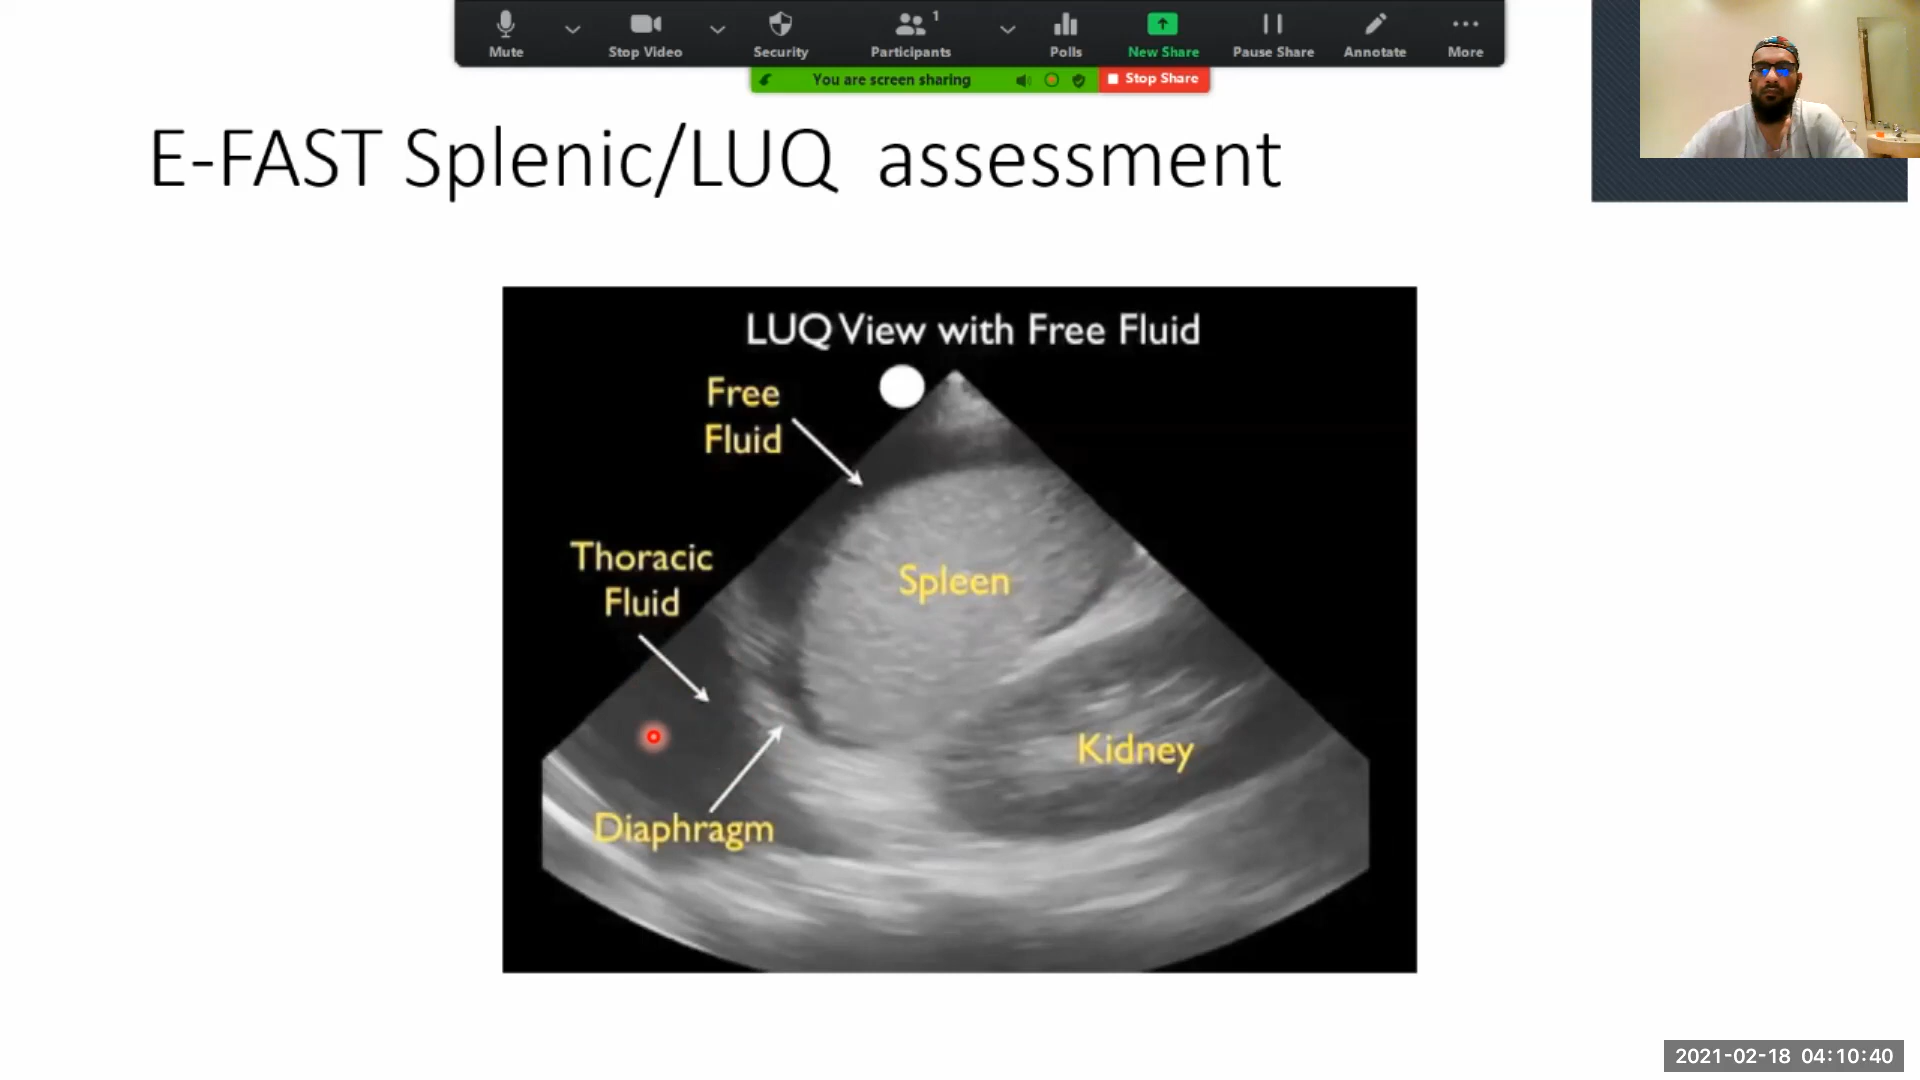 Mute
Stop Video
Security
Participants
1
Polls
New Share
Pause Share
Annotate
More
You are screen sharing
Stop Share
E-FAST Splenic/LUQ assessment
LUQ View with Free Fluid
Free
Fluid
Thoracic
Fluid
Spleen
Kidney
Diaphragm
2021-02-18 04:10:40